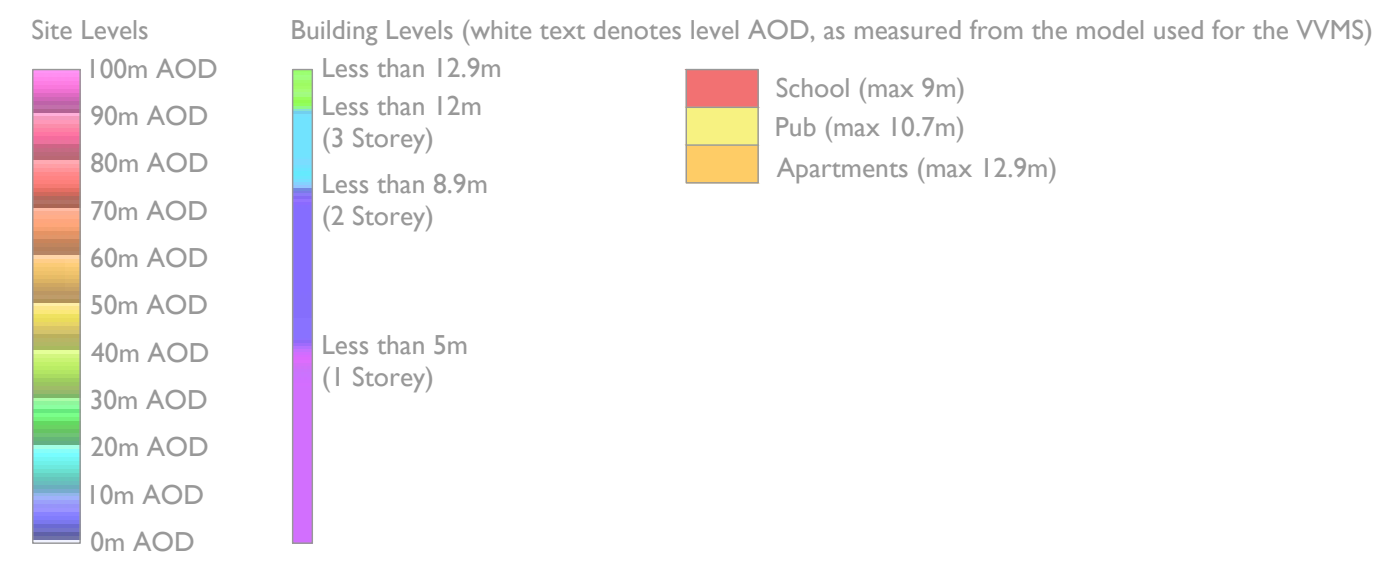 Site Levels
100m AOD
90m AOD
80m AOD
70m AOD
60m AOD
50m AOD
40m AOD
30m AOD
20m AOD
10m AOD
0m AOD
Building Levels (white text denotes level AOD, as measured from the model used for the VVMS)
Less than 12.9m
Less than 12m
(3 Storey)
Less than 8.9m
(2 Storey)
Less than 5m
(1 Storey)
School (max 9m)
Pub (max 10.7m)
Apartments (max 12.9m)